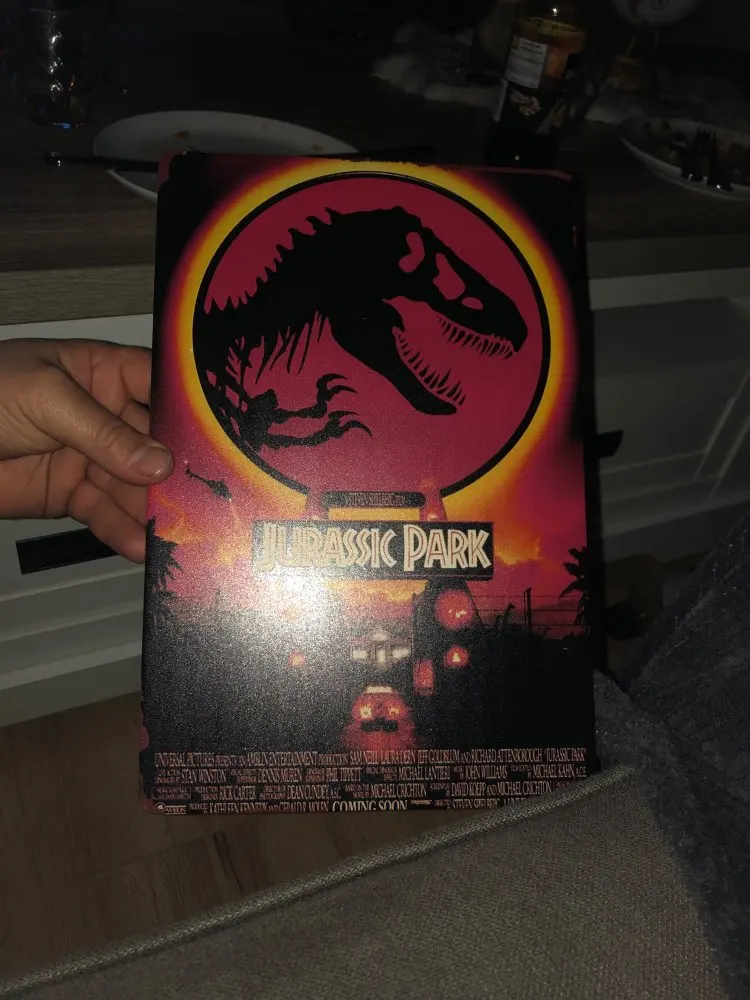 JURASSIC PARK
UNIVERSAL PICTURES PRESENTS AN AMBLIN ENTERTAINMENT PRODUCTION SAM NEILL LAURA DERN JEFF GOLDBLUM AND RICHARD ATTENBOROUGH "JURASSIC PARK"
STAN WINSTON DENNIS MUREN PHIL TIPPETT MICHAEL LANTIERI JOHN WILLIAMS MICHAEL KAHN A.C.E.
RICK CARTER DEAN CUNDEY A.S.C. MICHAEL CRICHTON DAVID KOEPP AND MICHAEL CRICHTON
KATHLEEN KENNEDY AND GERALD R. MOLEN COMING SOON STEVEN SPIELBERG